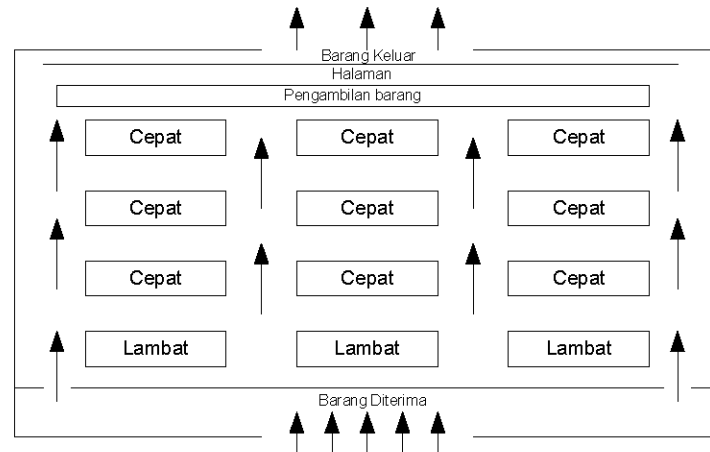 Barang Keluar
Halaman
Pengambilan barang
Cepat Cepat Cepat
Cepat Cepat Cepat
Cepat Cepat Cepat
Lambat Lambat Lambat
Barang Diterima